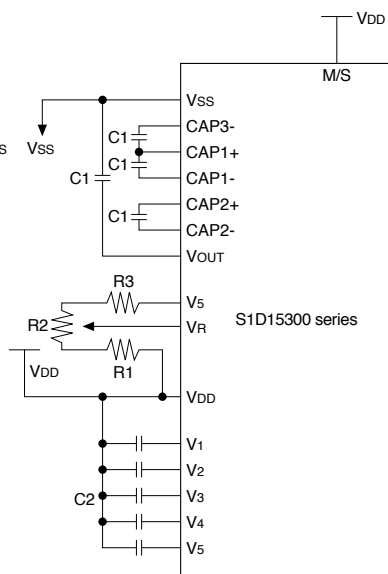 VDD
M/S
VSS
CAP3-
C1
S VSS
CAP1+
C1
CAP1-
C1
CAP2+
C1
CAP2-
VOUT
R3
V5
S1D15300 series
R2
VR
VDD
R1
VDD
V1
V2
C2
V3
V4
V5